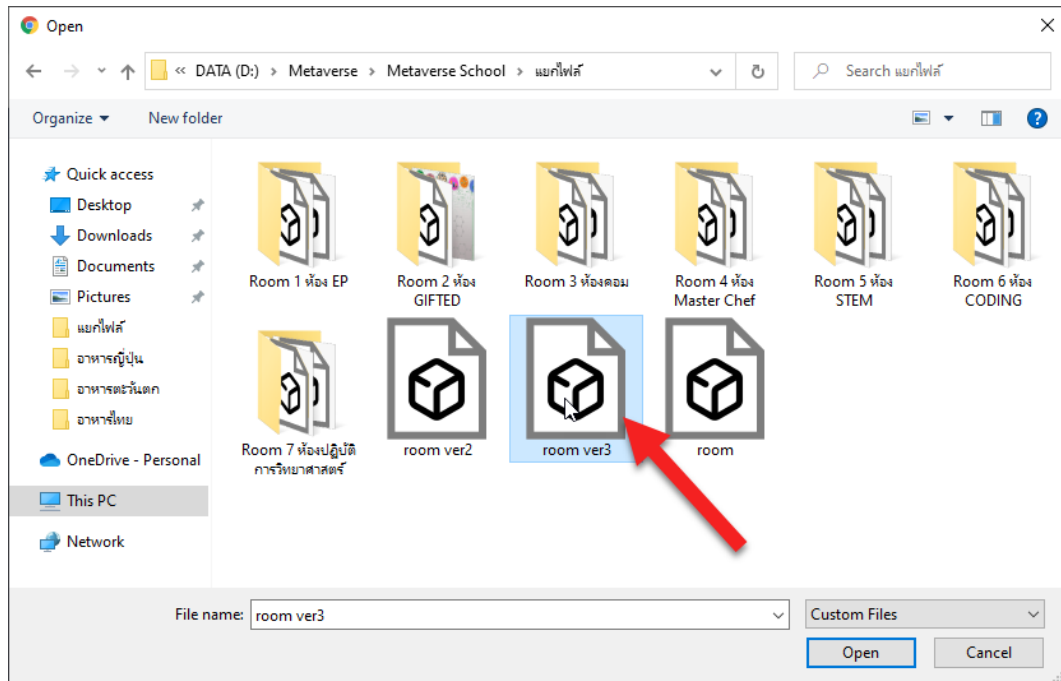 Open
« DATA (D:) › Metaverse › Metaverse School › แยกไฟล์
Search แยกไฟล์
Organize
New folder
Quick access
Desktop
Downloads
Documents
Pictures
แยกไฟล์
อาหารญี่ปุ่น
อาหารตะวันตก
อาหารไทย
OneDrive - Personal
This PC
Network
Room 1 ห้อง EP
Room 2 ห้อง
GIFTED
Room 3 ห้องคอม
Room 4 ห้อง
Master Chef
Room 5 ห้อง
STEM
Room 6 ห้อง
CODING
Room 7 ห้องปฏิบัติ
การวิทยาศาสตร์
room ver2
room ver3
room
File name: room ver3
Custom Files
Open
Cancel